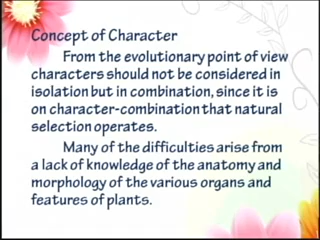 Concept of Character
From the evolutionary point of view
characters should not be considered in
isolation but in combination, since it is
on character-combination that natural
selection operates.
Many of the difficulties arise from
a lack of knowledge of the anatomy and
morphology of the various organs and
features of plants.